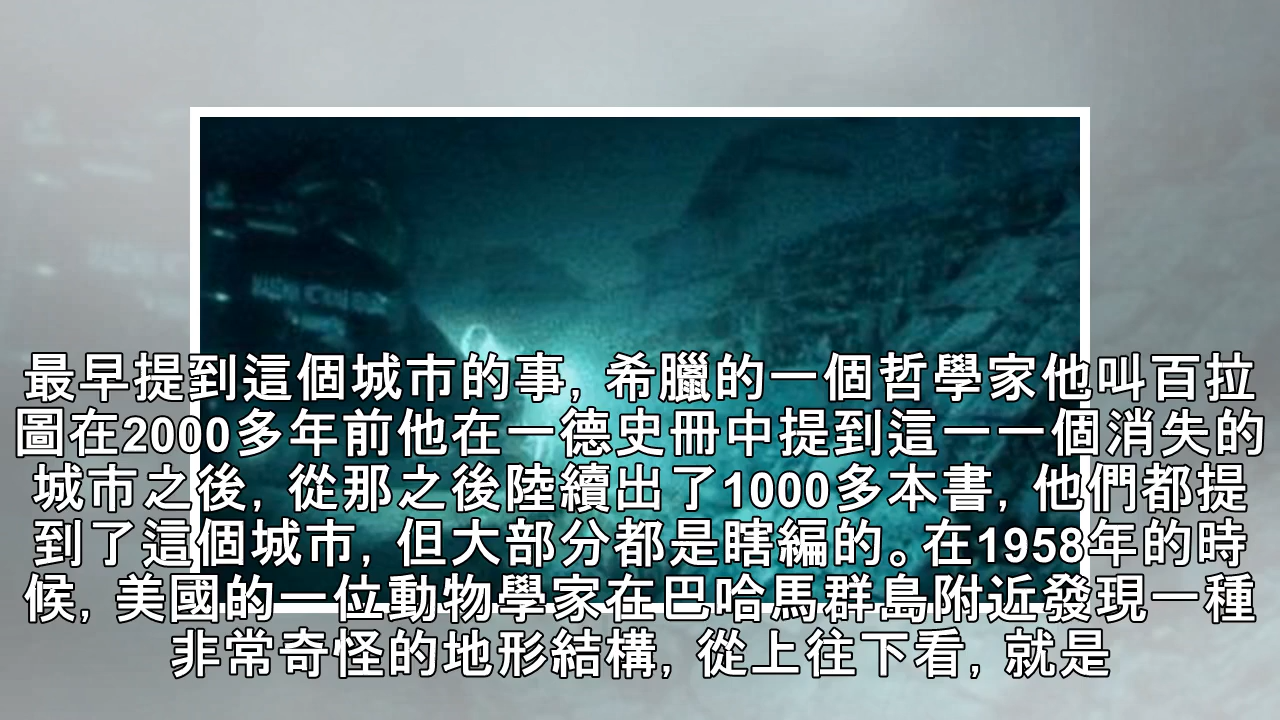 最早提到這個城市的事, 希臘的一個哲學家他叫百拉
圖在2000多年前他在一德史冊中提到這一一個消失的
城市之後, 從那之後陸續出了1000多本書, 他們都提
到了這個城市, 但大部分都是瞎編的。在1958年的時
候, 美國的一位動物學家在巴哈馬群島附近發現一種
非常奇怪的地形結構, 從上往下看, 就是